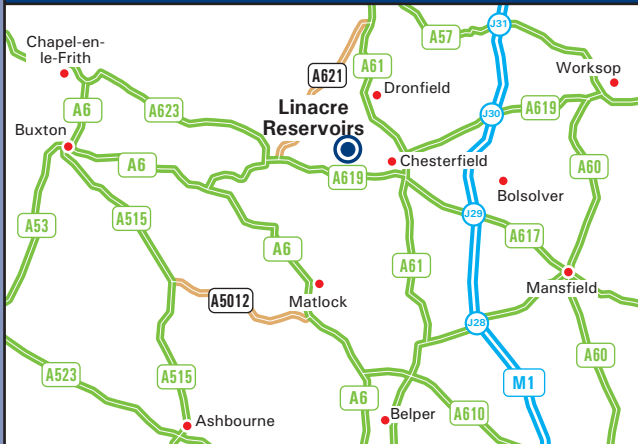 J31
A57
Chapel-en-
le-Frith
A61
A621
Worksop
Dronfield
A6
A623
Linacre
Reservoirs
J30
A619
Buxton
A6
Chesterfield
A60
A619
Bolsolver
A53
A515
J29
A617
A6
A61
Mansfield
A5012
Matlock
J28
A60
A523
A515
M1
A6
Belper
A610
Ashbourne